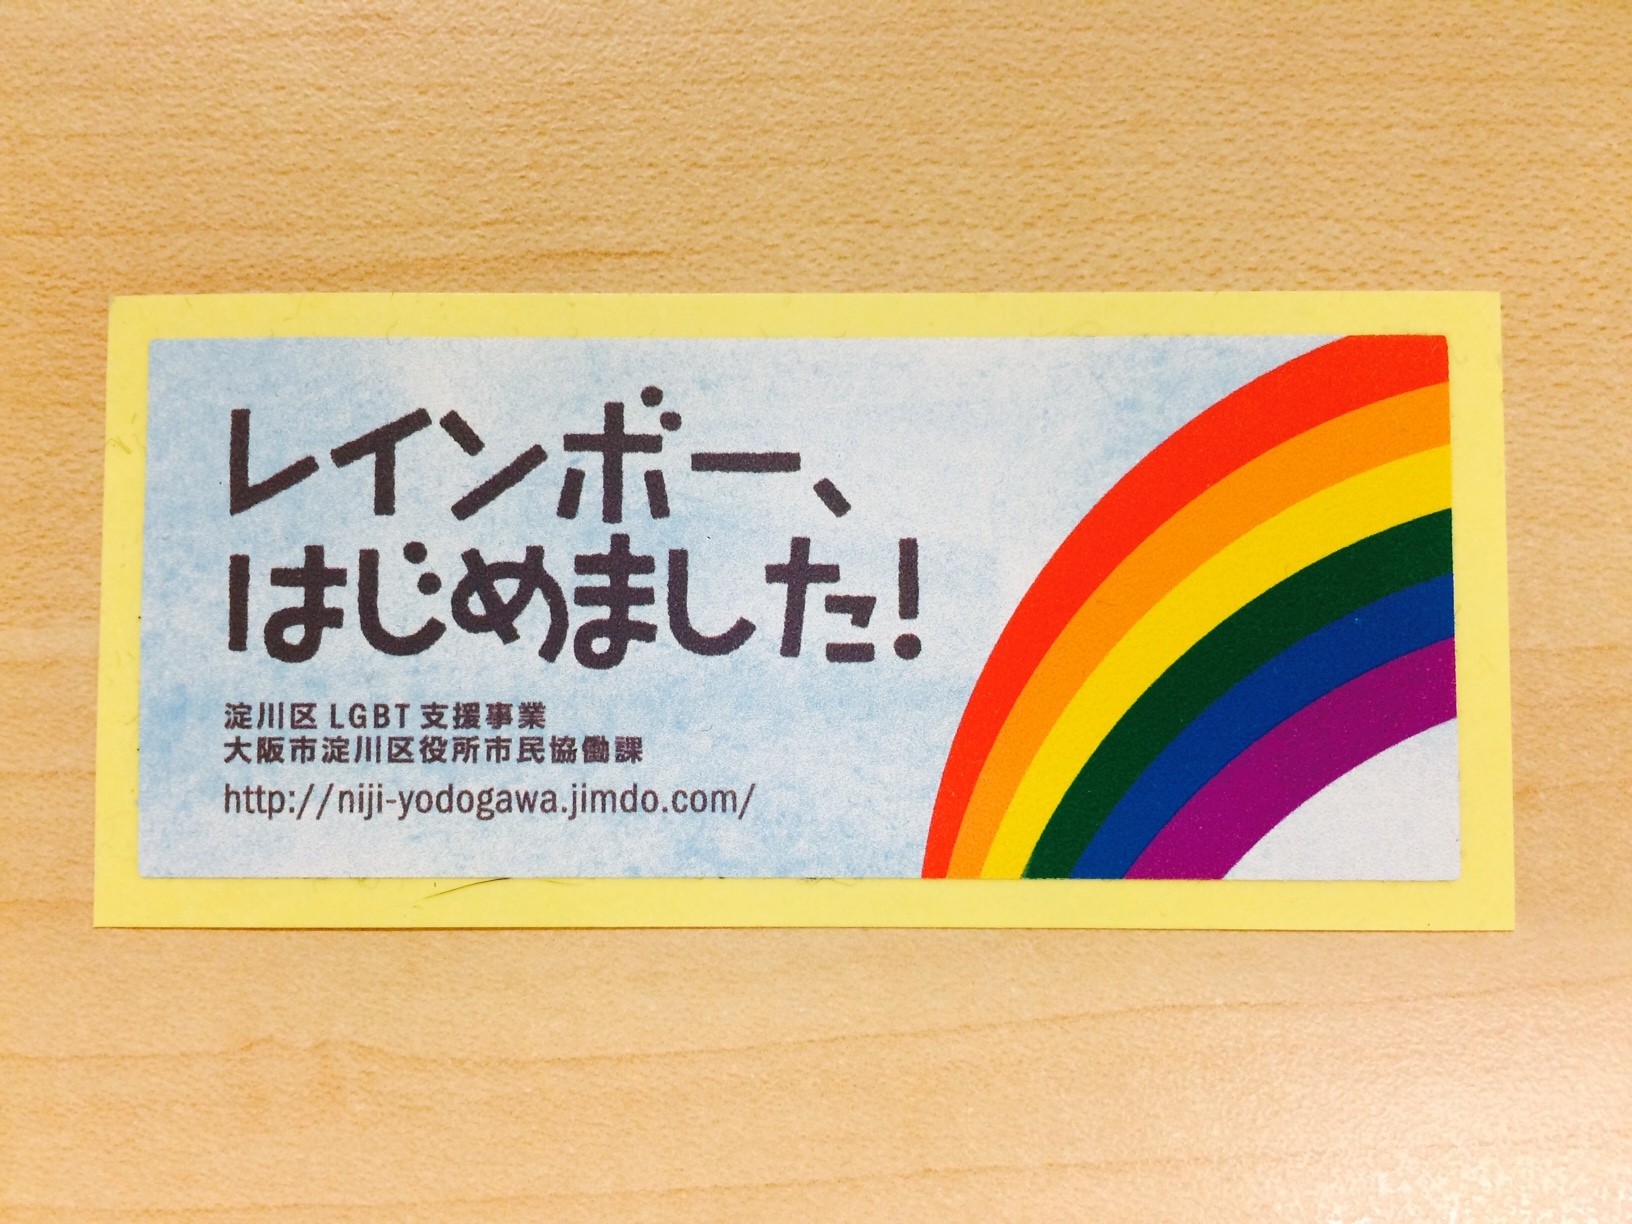 レインボー、
はじめました!
淀川区 LGBT 支援事業
大阪市淀川区役所市民協働課
http://niji-yodogawa.jimdo.com/